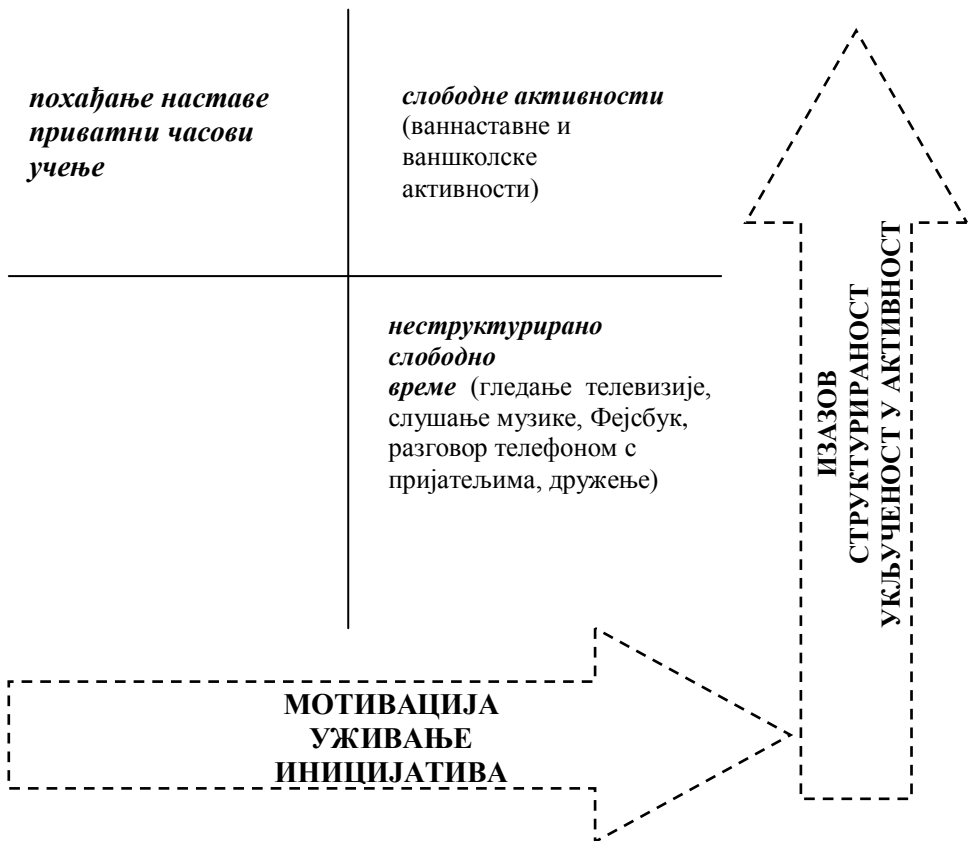 похађање наставе
приватни часови
учење
слободне активности
(ваннаставне и
ваншколске
активности)
неструктурирано
слободно
време (гледање телевизије,
слушање музике, Фејсбук,
разговор телефоном с
пријатељима, дружење)
ИЗАЗОВ
СТРУКТУРИРАНОСТ
УКЉУЧЕНОСТ У АКТИВНОСТ
МОТИВАЦИЈА
УЖИВАЊЕ
ИНИЦИЈАТИВА